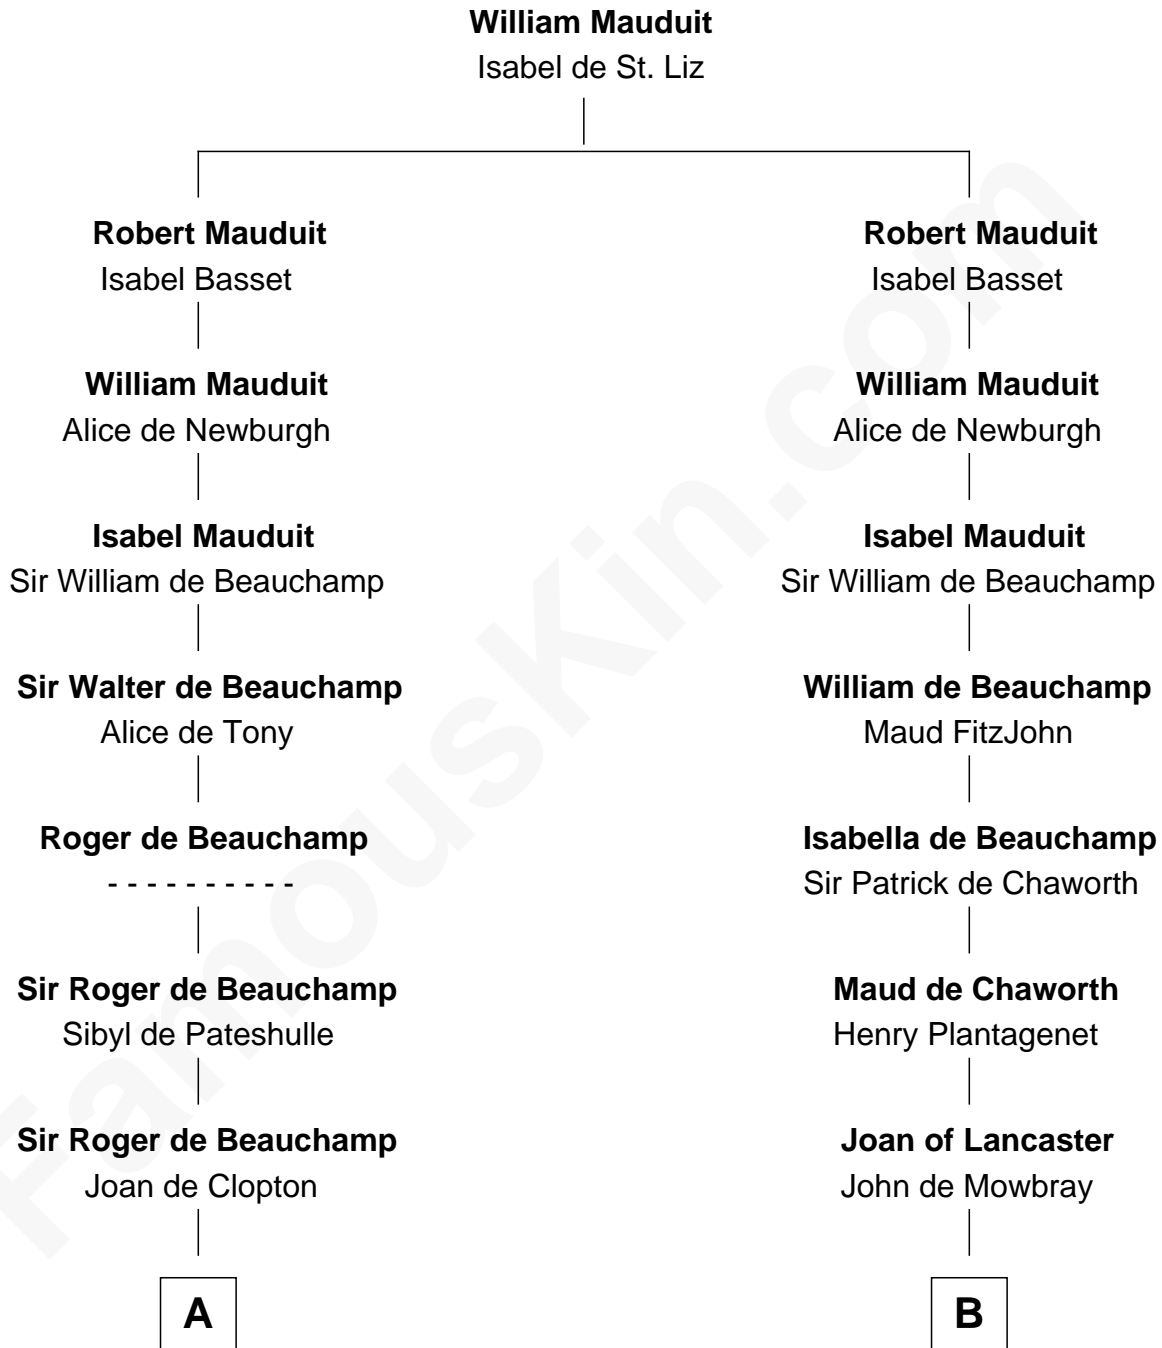 William Mauduit
Isabel de St. Liz
Robert Mauduit
Isabel Basset
William Mauduit
Alice de Newburgh
Isabel Mauduit
Sir William de Beauchamp
Sir Walter de Beauchamp
Alice de Tony
Roger de Beauchamp
- - - - - - - - - -
Sir Roger de Beauchamp
Sibyl de Pateshulle
Sir Roger de Beauchamp
Joan de Clopton
A
Robert Mauduit
Isabel Basset
William Mauduit
Alice de Newburgh
Isabel Mauduit
Sir William de Beauchamp
William de Beauchamp
Maud FitzJohn
Isabella de Beauchamp
Sir Patrick de Chaworth
Maud de Chaworth
Henry Plantagenet
Joan of Lancaster
John de Mowbray
B
FamousKin.com